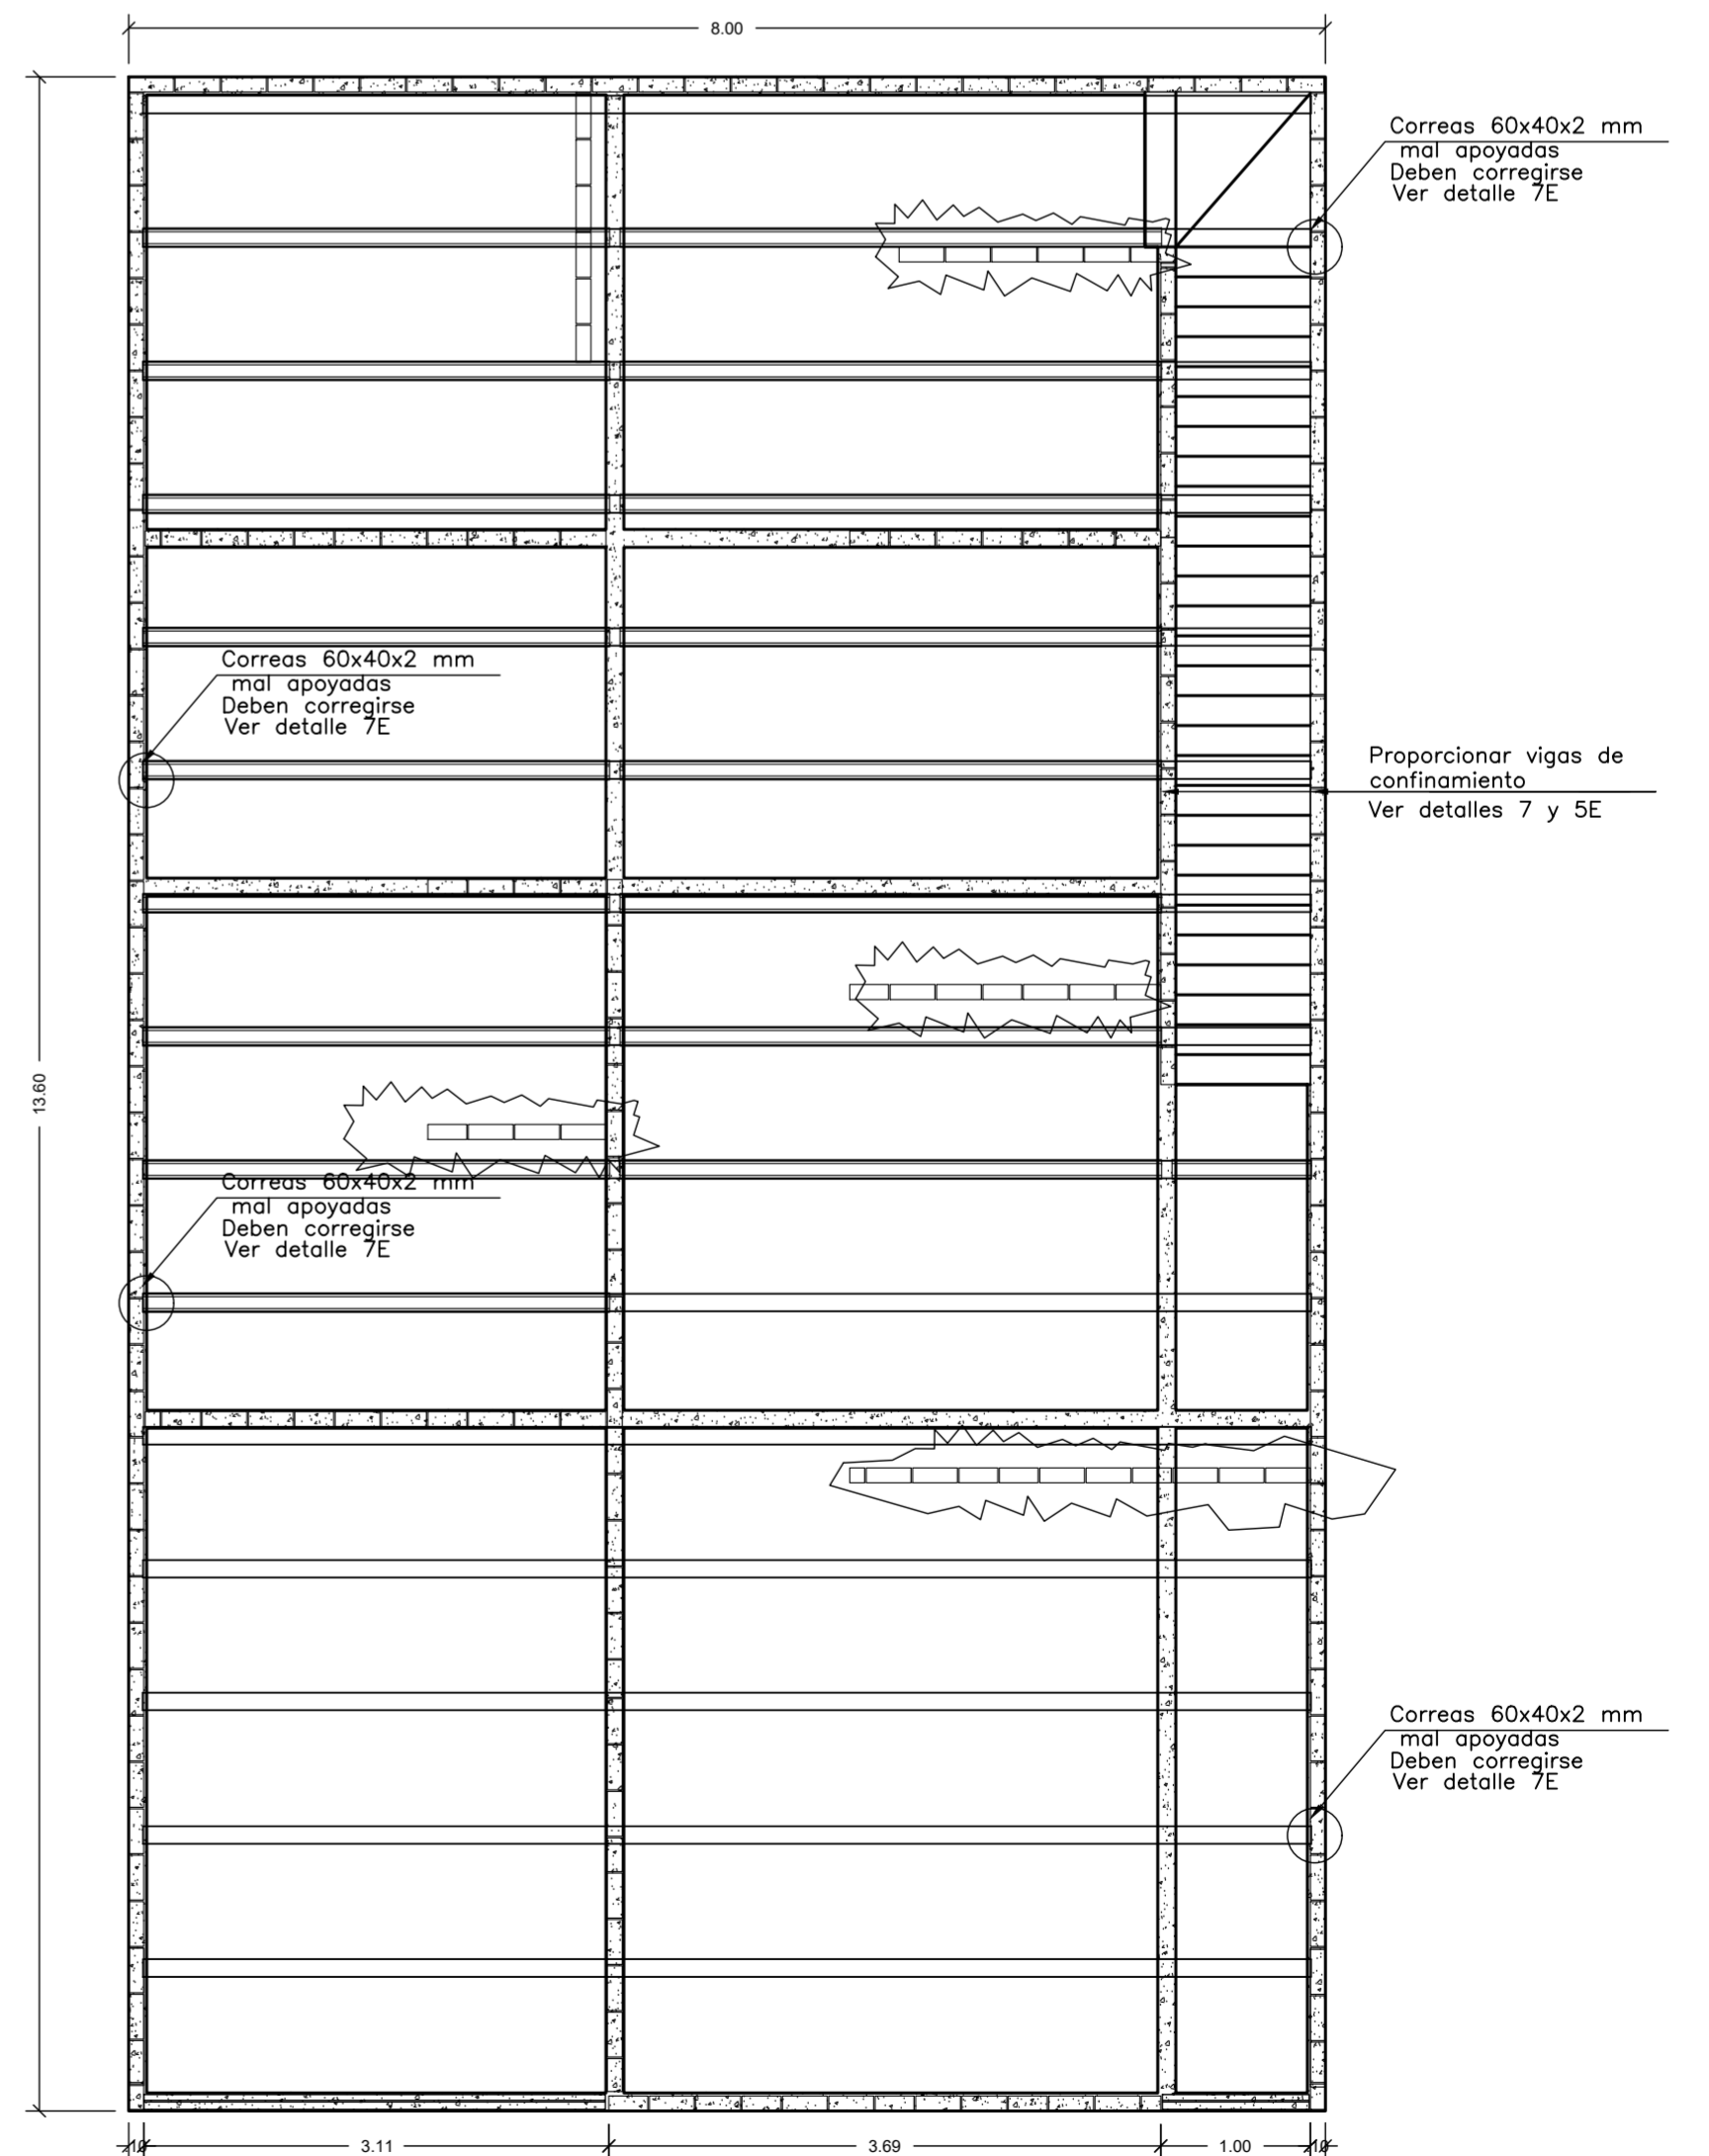 8.00
Correas 60x40x2 mm
mal apoyadas
Deben corregirse
Ver detalle 7E
Correas 60x40x2 mm
mal apoyadas
Deben corregirse
Ver detalle 7E
Proporcionar vigas de
confinamiento
Ver detalles 7 y 5E
13.60
Correas 60x40x2 mm
mal apoyadas
Deben corregirse
Ver detalle 7E
Correas 60x40x2 mm
mal apoyadas
Deben corregirse
Ver detalle 7E
.10
3.11
3.69
1.00
.10